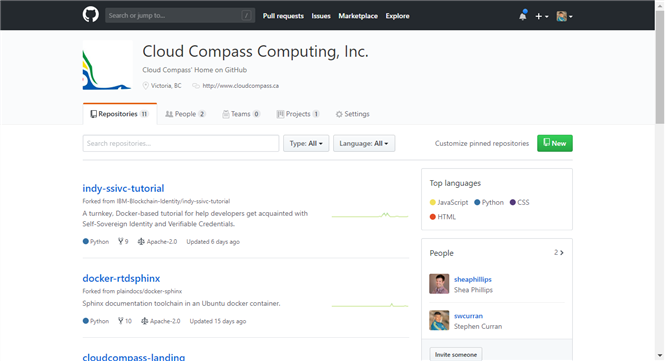 Search or jump to...
/
Pull requests Issues Marketplace Explore
Cloud Compass Computing, Inc.
Cloud Compass' Home on GitHub
Victoria, BC http://www.cloudcompass.ca
Repositories 11 People 2 Teams 0 Projects 1 Settings
Search repositories...
Type: All Language: All
Customize pinned repositories New
indy-ssivc-tutorial
Forked from IBM-Blockchain-Identity/indy-ssivc-tutorial
A turnkey, Docker-based tutorial for help developers get acquainted with
Self-Sovereign Identity and Verifiable Credentials.
Python 9 Apache-2.0 Updated 6 days ago
docker-rtdsphinx
Forked from plaindocs/docker-sphinx
Sphinx documentation toolchain in an Ubuntu docker container.
Python 10 Apache-2.0 Updated 15 days ago
cloudcompass-landing
Top languages
JavaScript Python CSS
HTML
People 2
sheaphillips
Shea Phillips
swcurran
Stephen Curran
Invite someone